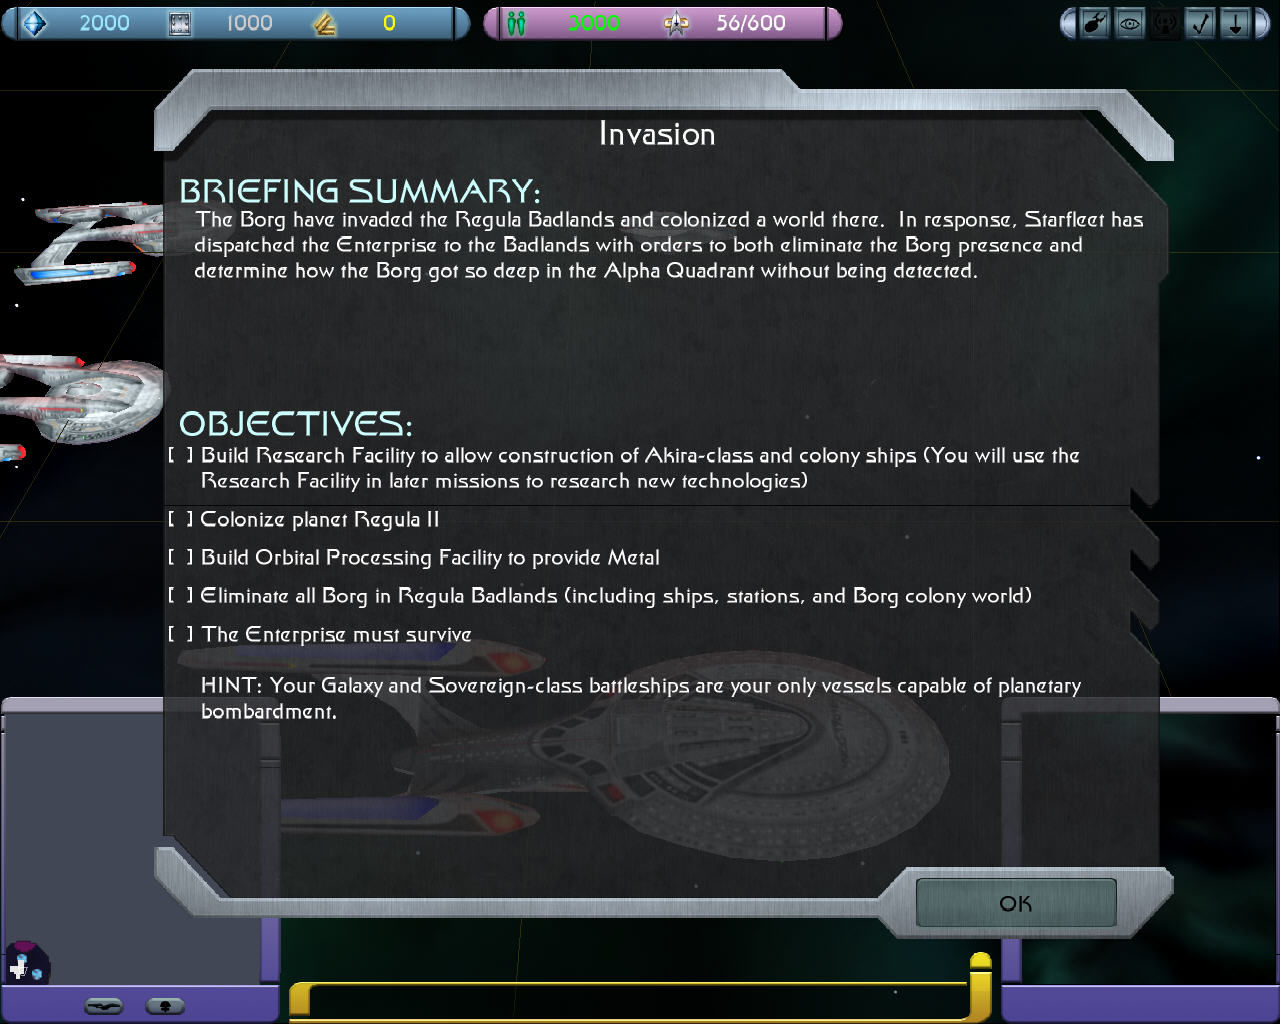 2000 1000 0 3000 56/600
Invasion
BRIEFING SUMMARY:
The Borg have invaded the Regula Badlands and colonized a world there. In response, Starfleet has
dispatched the Enterprise to the Badlands with orders to both eliminate the Borg presence and
determine how the Borg got so deep in the Alpha Quadrant without being detected.
OBJECTIVES:
[ ] Build Research Facility to allow construction of Akira-class and colony ships (You will use the
Research Facility in later missions to research new technologies)
[ ] Colonize planet Regula II
[ ] Build Orbital Processing Facility to provide Metal
[ ] Eliminate all Borg in Regula Badlands (including ships, stations, and Borg colony world)
[ ] The Enterprise must survive
HINT: Your Galaxy and Sovereign-class battleships are your only vessels capable of planetary
bombardment.
OK